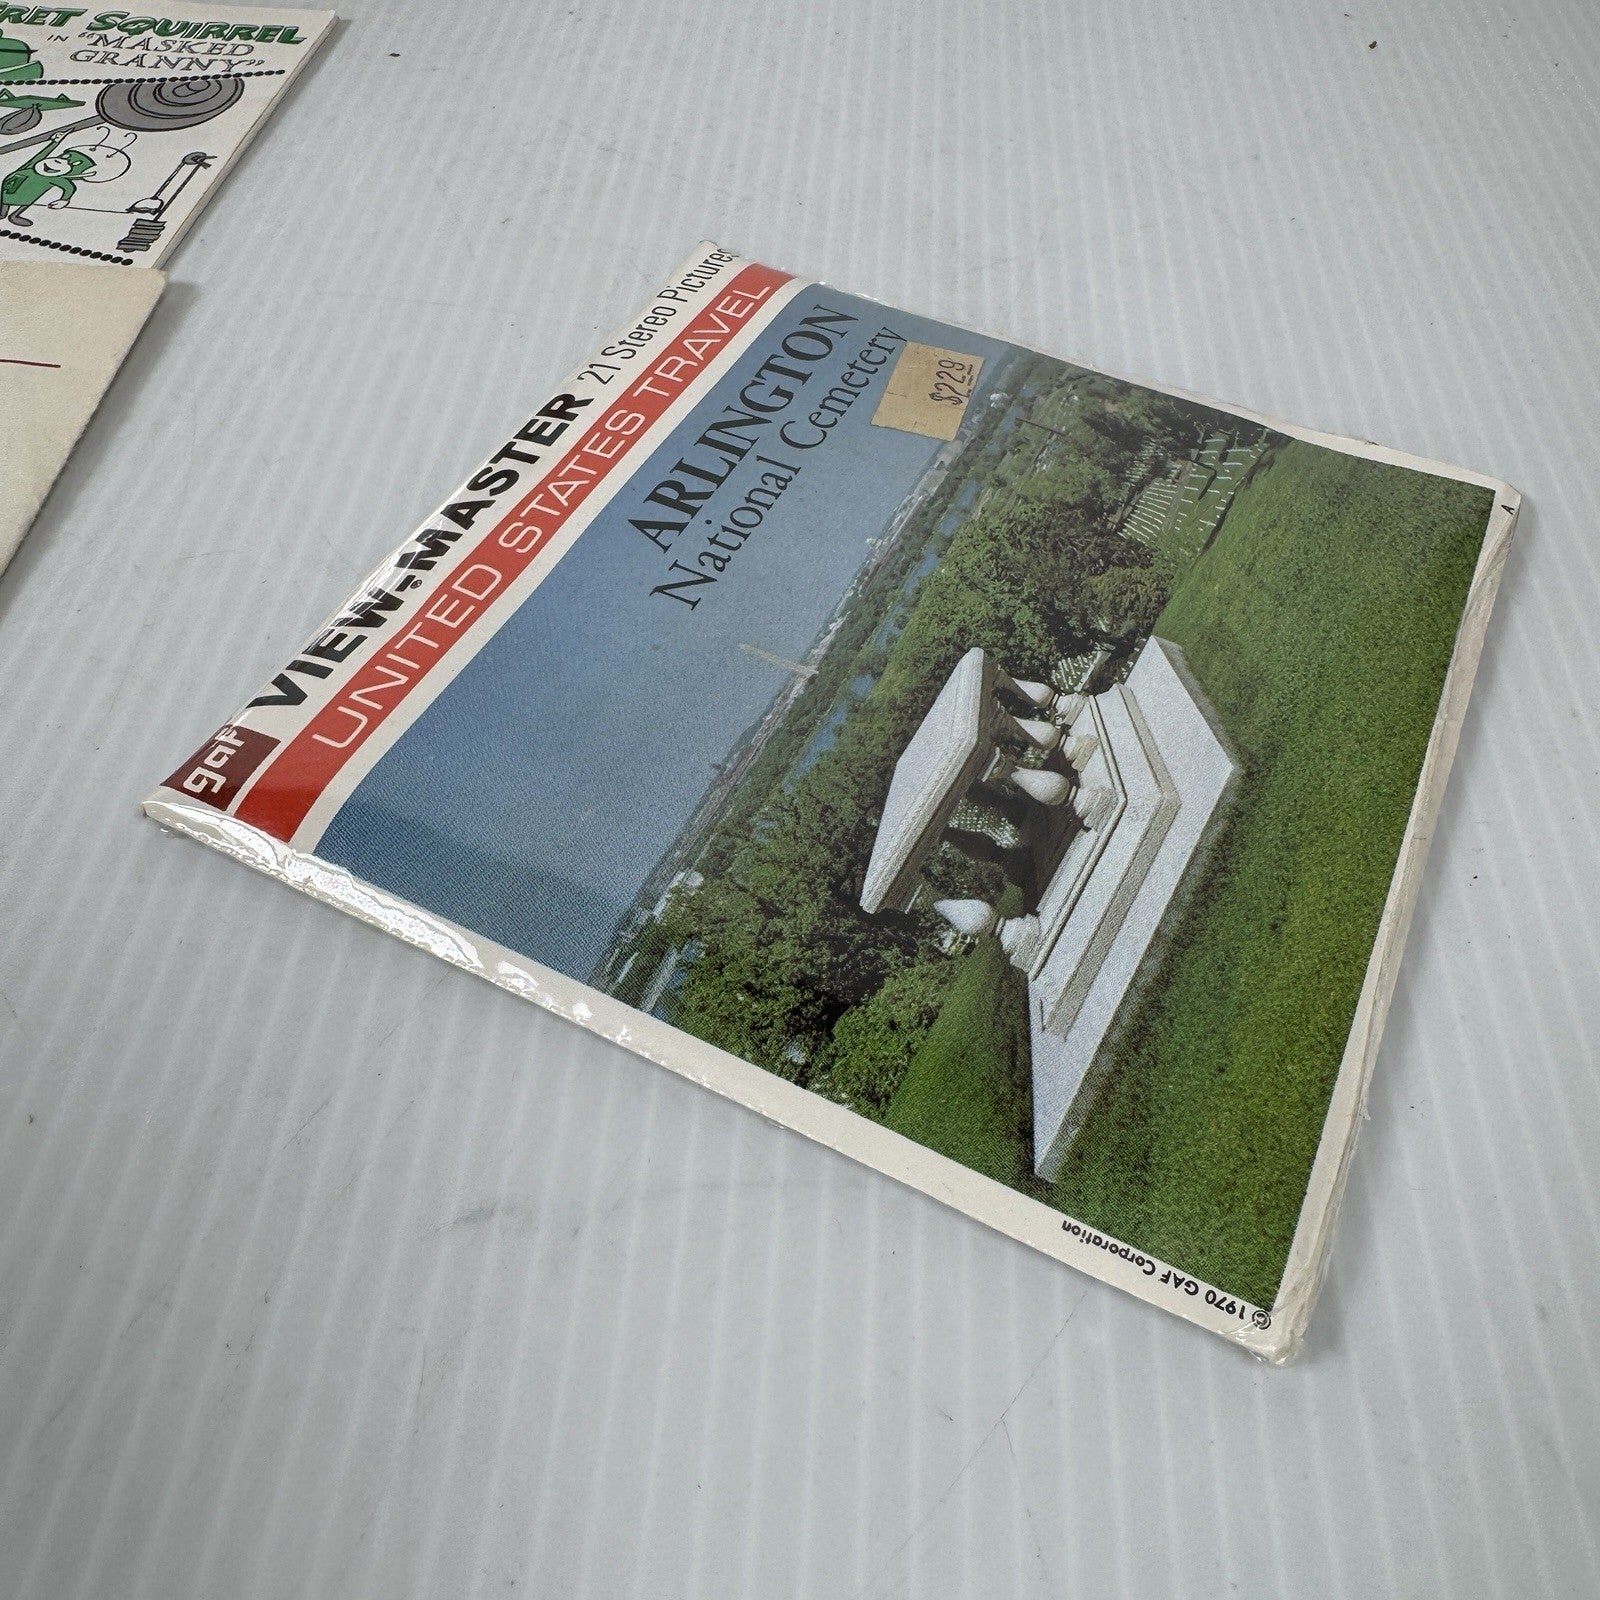 SQUIRREL
IN "MASKED
GRANNY"
gaf VIEW-MASTER 21 Stereo Pictures
®
UNITED STATES TRAVEL
ARLINGTON
National Cemetery
$2.29
A
© 1970 GAF Corporation